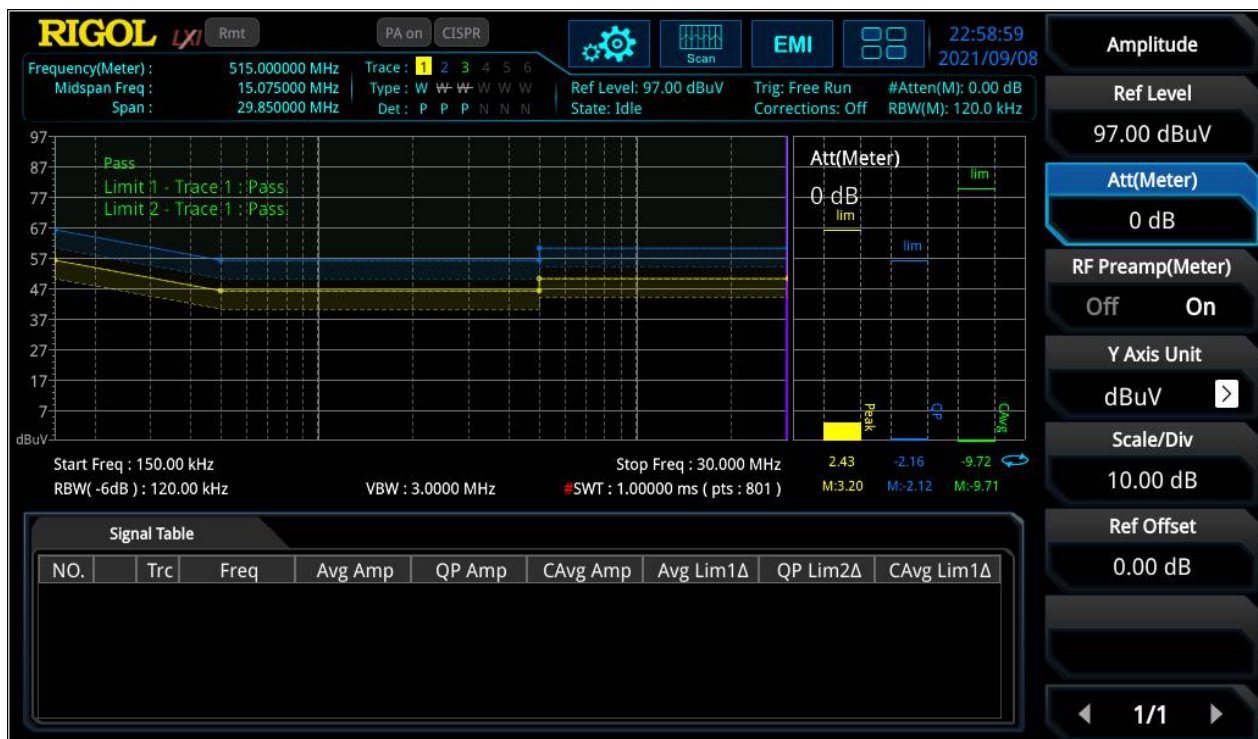 RIGOL LXI Rmt PA on CISPR Scan EMI 22:58:59
2021/09/08
Frequency(Meter) : 515.000000 MHz Trace : 1 2 3 4 5 6
Midspan Freq : 15.075000 MHz Type : W W W W W W Ref Level: 97.00 dBuV Trig: Free Run #Atten(M): 0.00 dB
Span : 29.850000 MHz Det : P P P N N N State: Idle Corrections: Off RBW(M): 120.0 kHz
97
87
77
67
57
47
37
27
17
7
dBuV
Pass
Limit 1 - Trace 1 : Pass
Limit 2 - Trace 1 : Pass
Att(Meter)
0 dB
lim
lim
lim
Peak
QP
CAvg
Start Freq : 150.00 kHz Stop Freq : 30.000 MHz 2.43 -2.16 -9.72
RBW( -6dB ) : 120.00 kHz VBW : 3.0000 MHz #SWT : 1.00000 ms ( pts : 801 ) M:3.20 M:-2.12 M:-9.71
Signal Table
NO. Trc Freq Avg Amp QP Amp CAvg Amp Avg Lim1Δ QP Lim2Δ CAvg Lim1Δ
Amplitude
Ref Level
97.00 dBuV
Att(Meter)
0 dB
RF Preamp(Meter)
Off On
Y Axis Unit
dBuV >
Scale/Div
10.00 dB
Ref Offset
0.00 dB
1/1